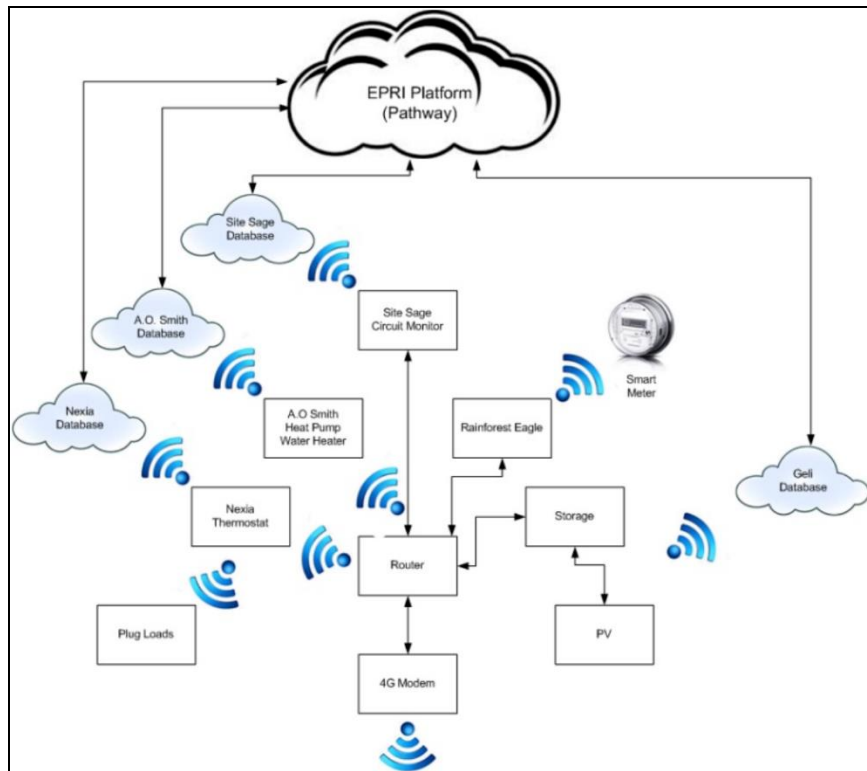 EPRI Platform
(Pathway)
Site Sage
Database
A.O. Smith
Database
Site Sage
Circuit Monitor
Smart
Meter
Nexia
Database
A.O Smith
Heat Pump
Water Heater
Rainforest Eagle
Geli
Database
Nexia
Thermostat
Storage
Router
Plug Loads
PV
4G Modem